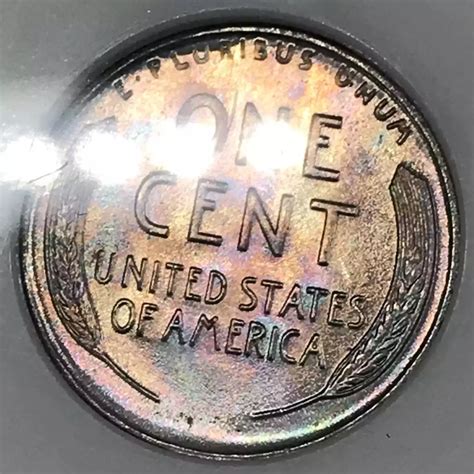 E·PLURIBUS·UNUM
ONE
CENT
UNITED STATES
OF AMERICA